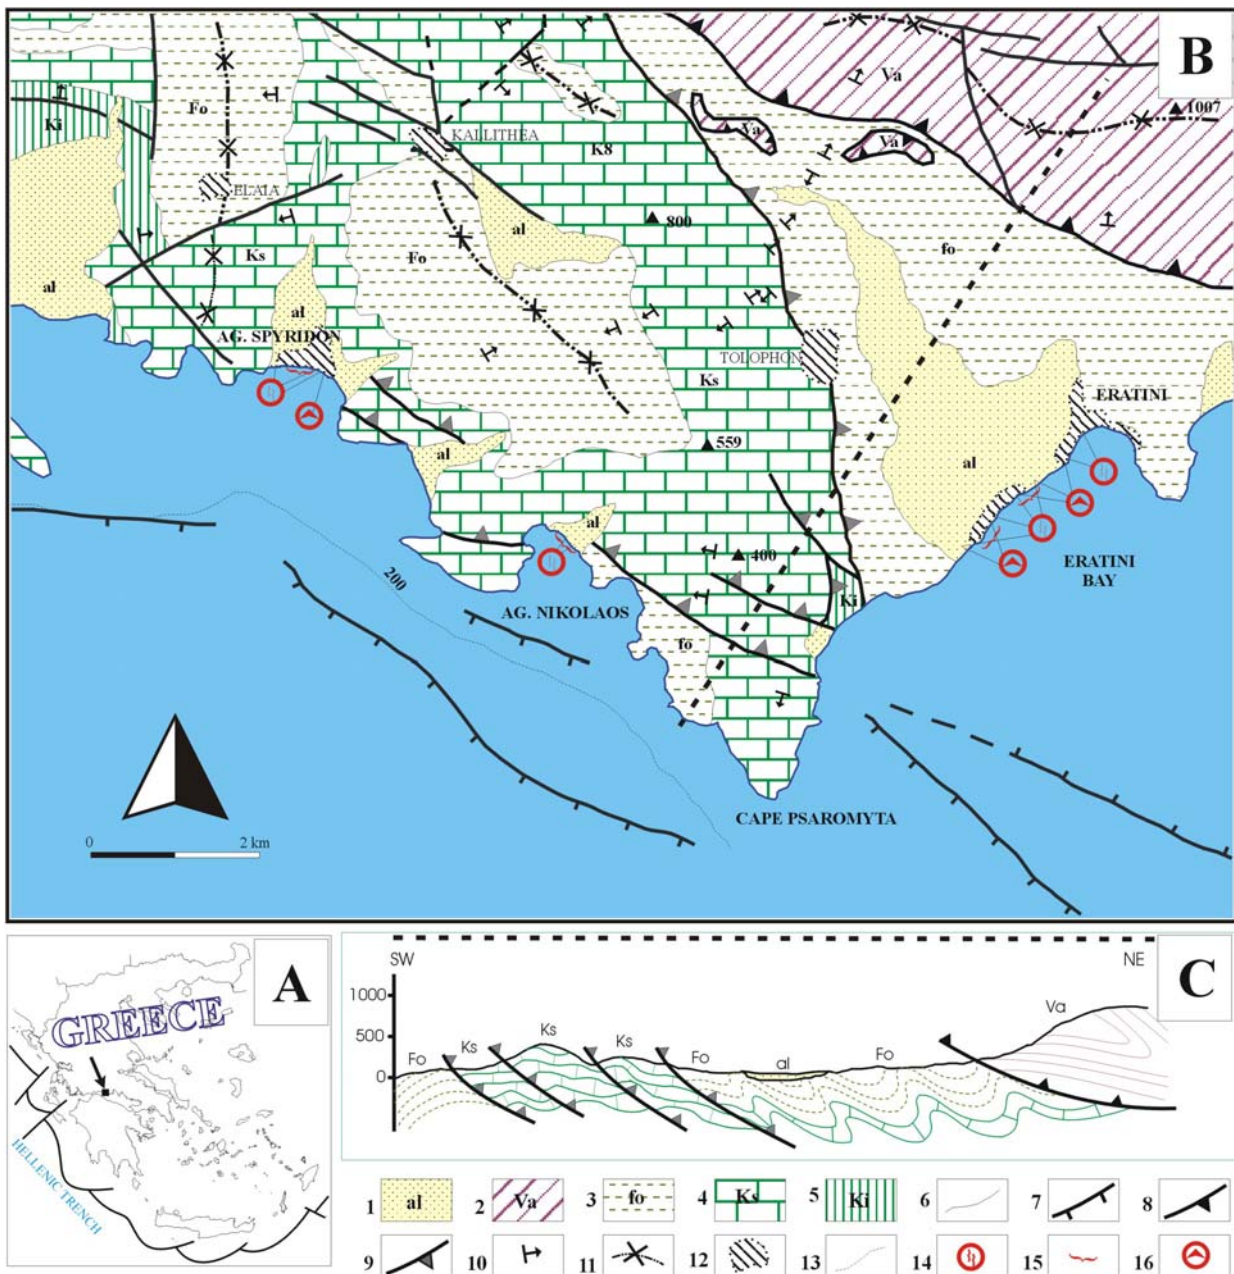 B
Va
1007
Fo
Ki
KALLITHEA
K8
Va
Va
ELAIA
800
al
fo
Ks
Fo
al
al
AG. SPYRIDON
TOLOPHON
Ks
ERATINI
559
al
al
al
400
ERATINI
BAY
200
Ki
AG. NIKOLAOS
fo
0 2 km
CAPE PSAROMYTA
A
GREECE
HELLENIC TRENCH
C
SW NE
1000
500
0
Fo Ks Ks Ks Fo al Fo Va
1 al 2 Va 3 fo 4 Ks 5 Ki 6 7 8
9 10 11 12 13 14 15 16